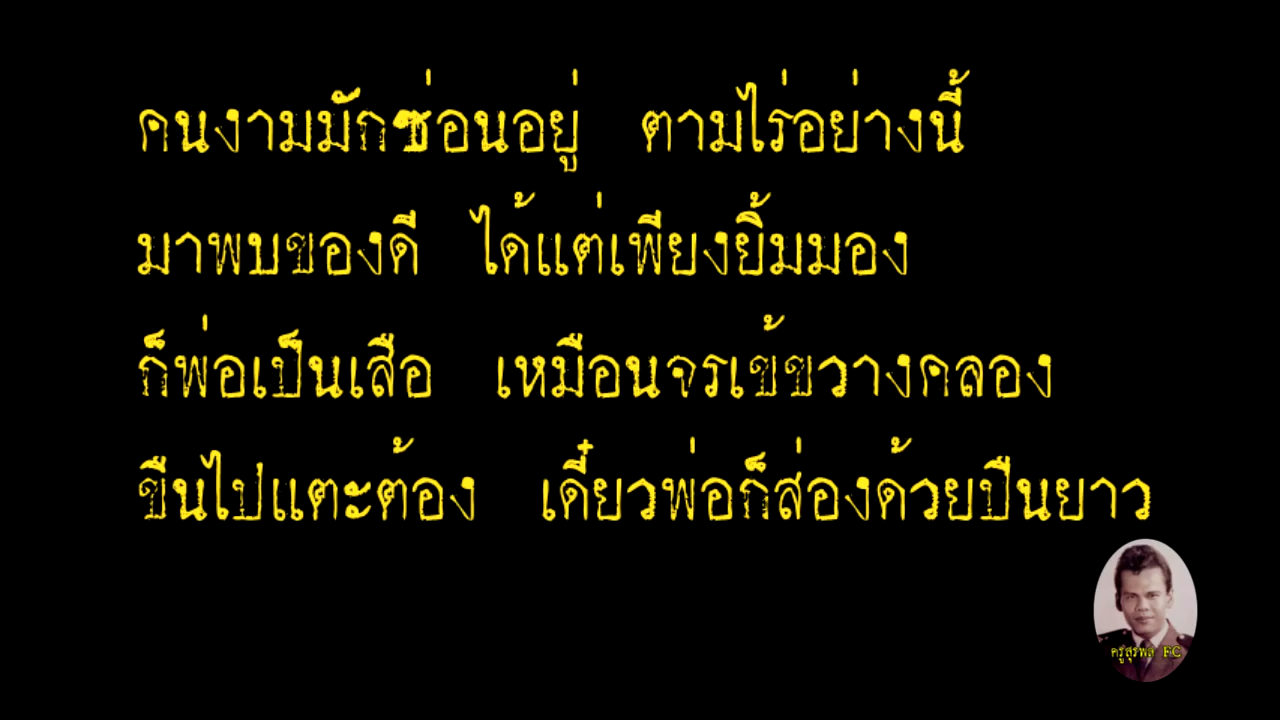 คนงามมักซ่อนอยู่ ตามไร่อย่างนี้
มาพบของดี ได้แต่เพียงยิ้มมอง
ก็พ่อเป็นเสือ เหมือนจรเข้ขวางคลอง
ขืนไปแตะต้อง เดี๋ยวพ่อก็ส่องด้วยปืนยาว
ครูสุรพล FC